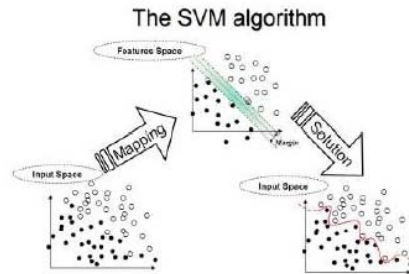 The SVM algorithm
Features Space
Margin
Mapping
Solution
Input Space
Input Space